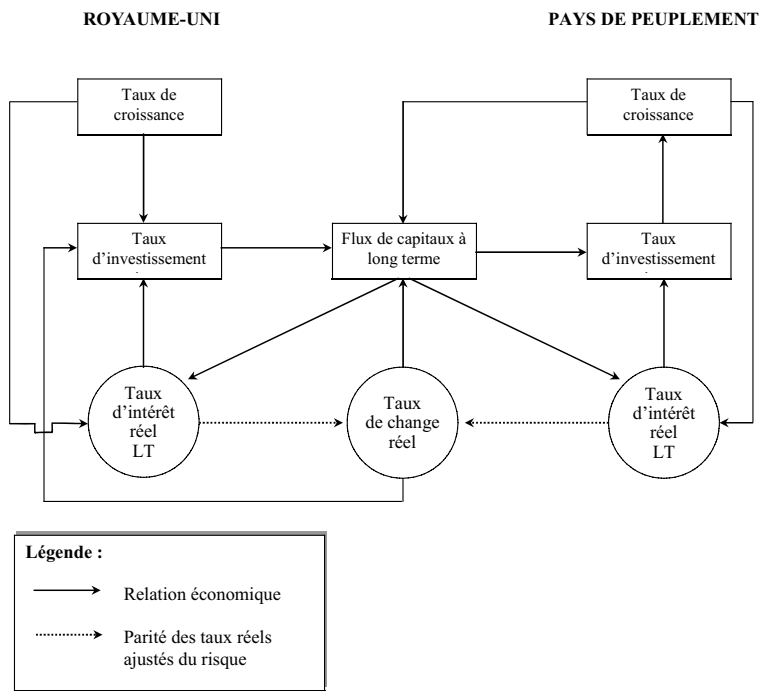 ROYAUME-UNI
PAYS DE PEUPLEMENT
Taux de
croissance
Taux de
croissance
Taux
d'investissement
Flux de capitaux à
long terme
Taux
d'investissement
Taux
d'intérêt
réel
LT
Taux
de change
réel
Taux
d'intérêt
réel
LT
Légende :
Relation économique
Parité des taux réels
ajustés du risque